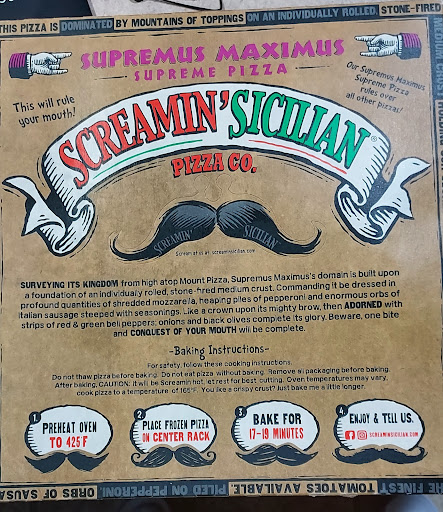 THIS PIZZA IS DOMINATED BY MOUNTAINS OF TOPPINGS ON AN INDIVIDUALLY ROLLED, STONE-FIRED
SUPREMUS MAXIMUS
-SUPREME PIZZA-
This will rule
your mouth!
Our Supremus Maximus
Supreme Pizza
rules over
all other pizza!
SCREAMIN' SICILIAN®
PIZZA CO.
SCREAMIN' SICILIAN
Scream at us at: screaminsicilian.com
SURVEYING ITS KINGDOM from high atop Mount Pizza, Supremus Maximus's domain is built upon
a foundation of an individually rolled, stone-fired medium crust. Commanding it be dressed in
profound quantities of shredded mozzarella, heaping piles of pepperoni and enormous orbs of
Italian sausage steeped with seasonings. Like a crown upon its mighty brow, then ADORNED with
strips of red & green bell peppers, onions and black olives complete its glory. Beware, one bite
and CONQUEST OF YOUR MOUTH will be complete.
-Baking Instructions-
For safety, follow these cooking instructions.
Do not thaw pizza before baking. Do not eat pizza without baking. Remove all packaging before baking.
After baking, CAUTION: it will be Screamin hot, let rest for best cutting. Oven temperatures may vary,
cook pizza to a temperature of 165°F. You like a crispy crust? Just bake me a little longer.
1
PREHEAT OVEN
TO 425 F
2
PLACE FROZEN PIZZA
ON CENTER RACK
3
BAKE FOR
17-19 MINUTES
4
ENJOY & TELL US.
SCREAMINSICILIAN.COM
HE FINEST TOMATOES AVAILABLE. PILED ON PEPPERONI, ORBS OF SAUSA